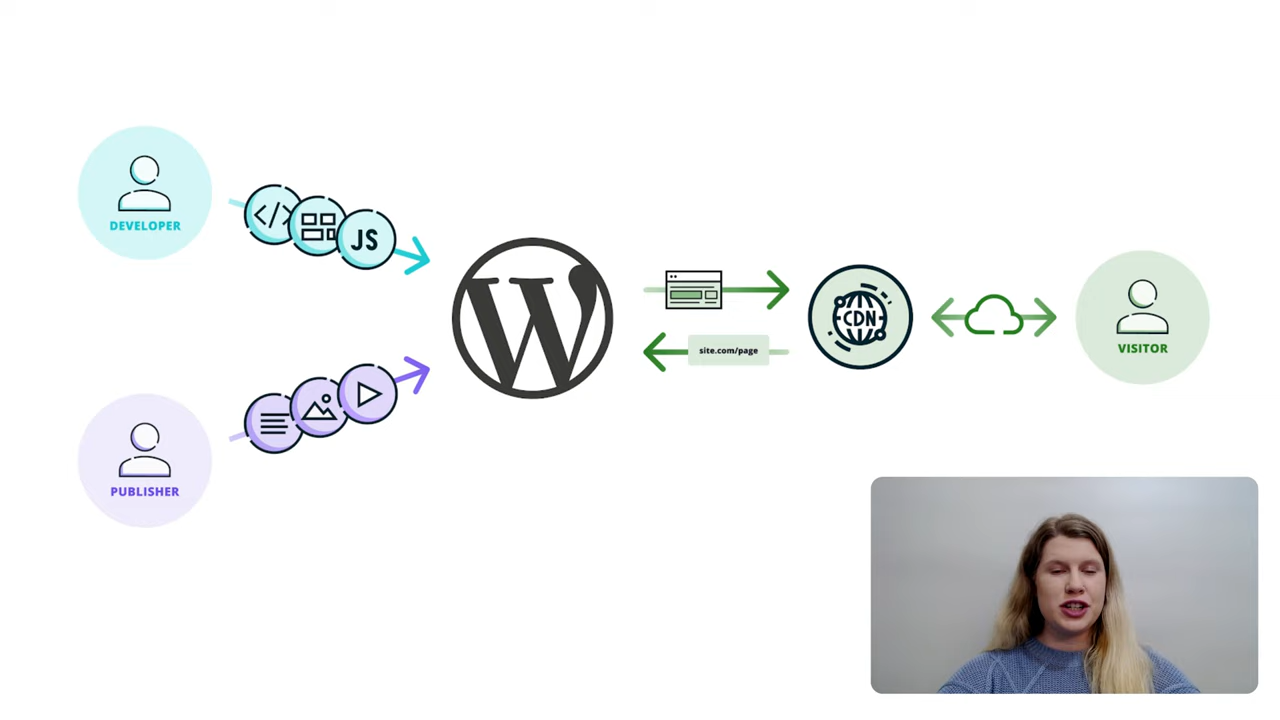 DEVELOPER
</>
JS
W
site.com/page
CDN
VISITOR
PUBLISHER